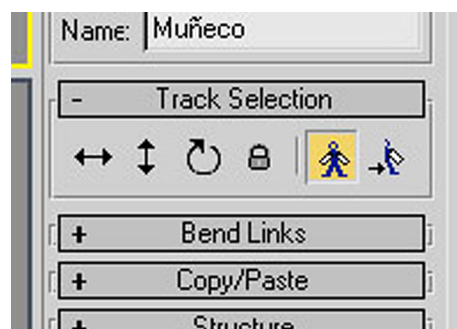 Name: Muñeco
- Track Selection
+ Bend Links
+ Copy/Paste
+ Structure